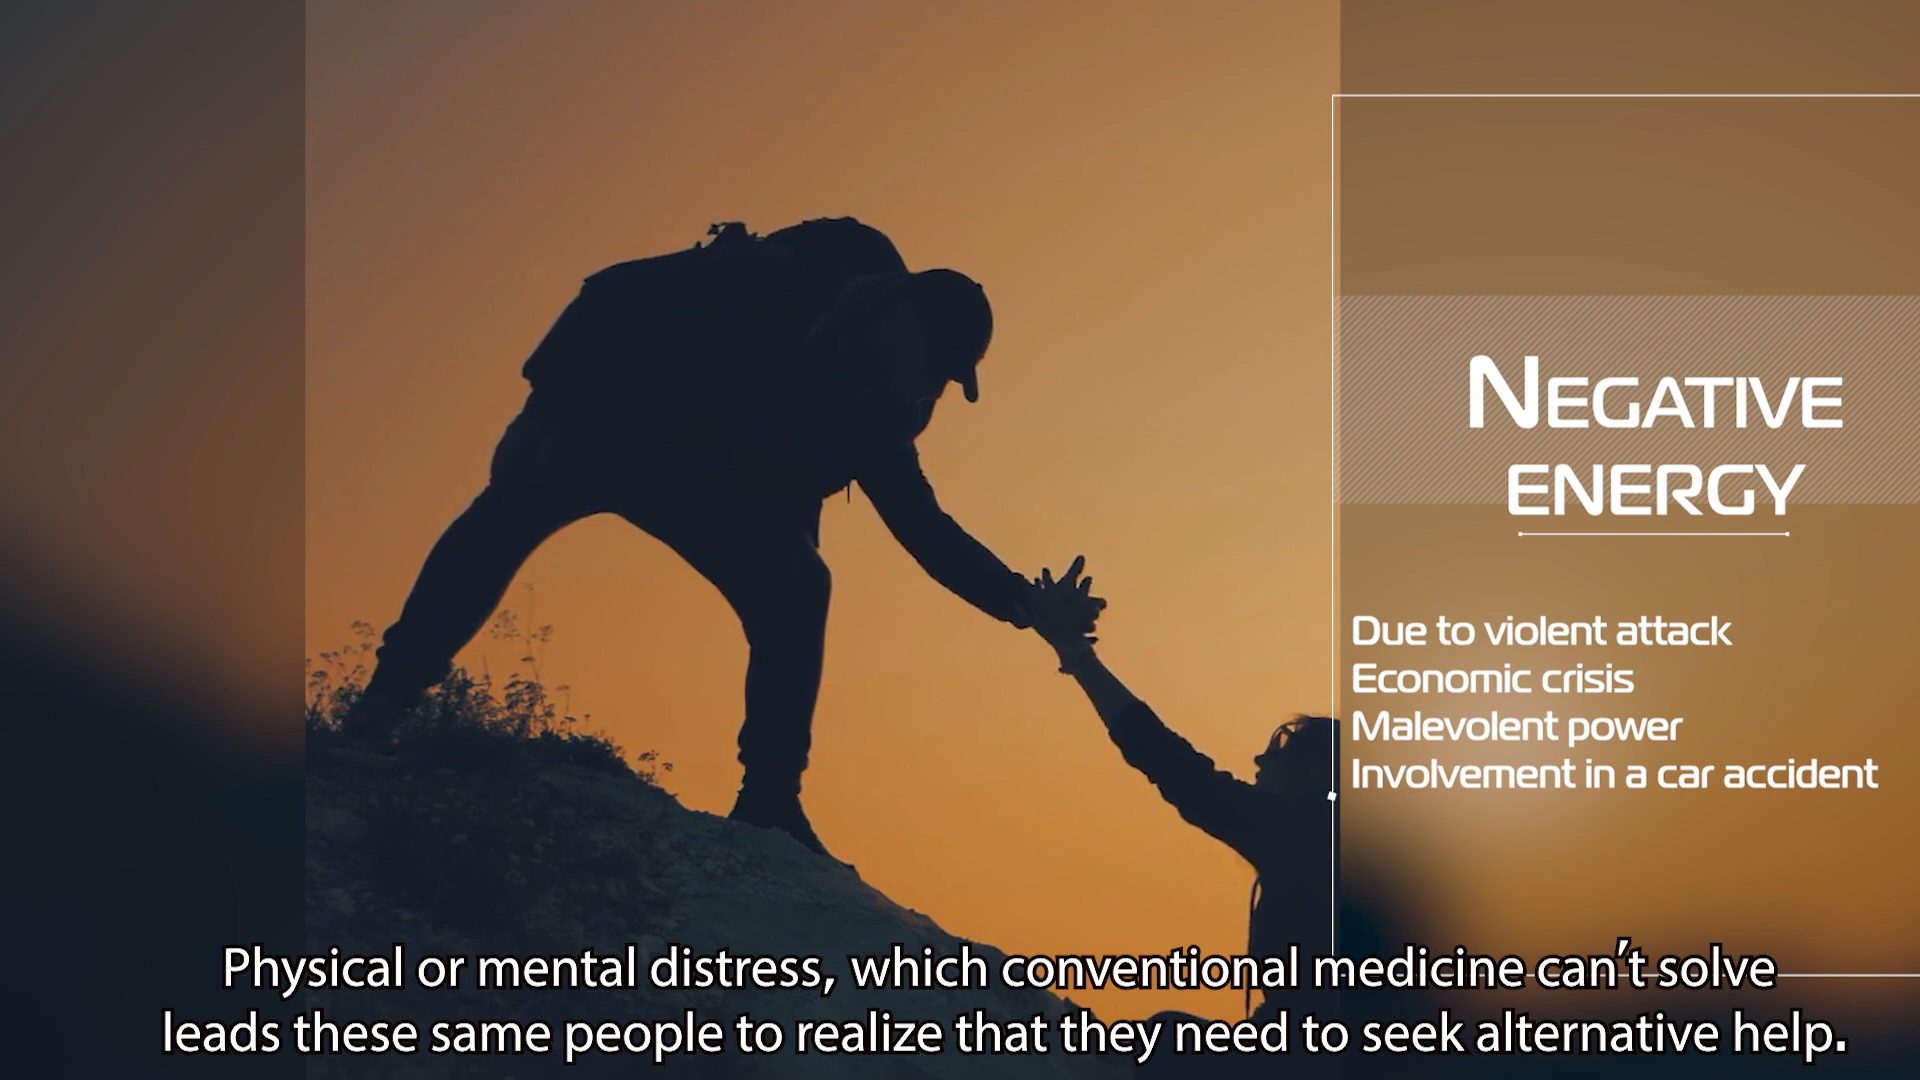 NEGATIVE
ENERGY
Due to violent attack
Economic crisis
Malevolent power
Involvement in a car accident
Physical or mental distress, which conventional medicine can't solve
leads these same people to realize that they need to seek alternative help.